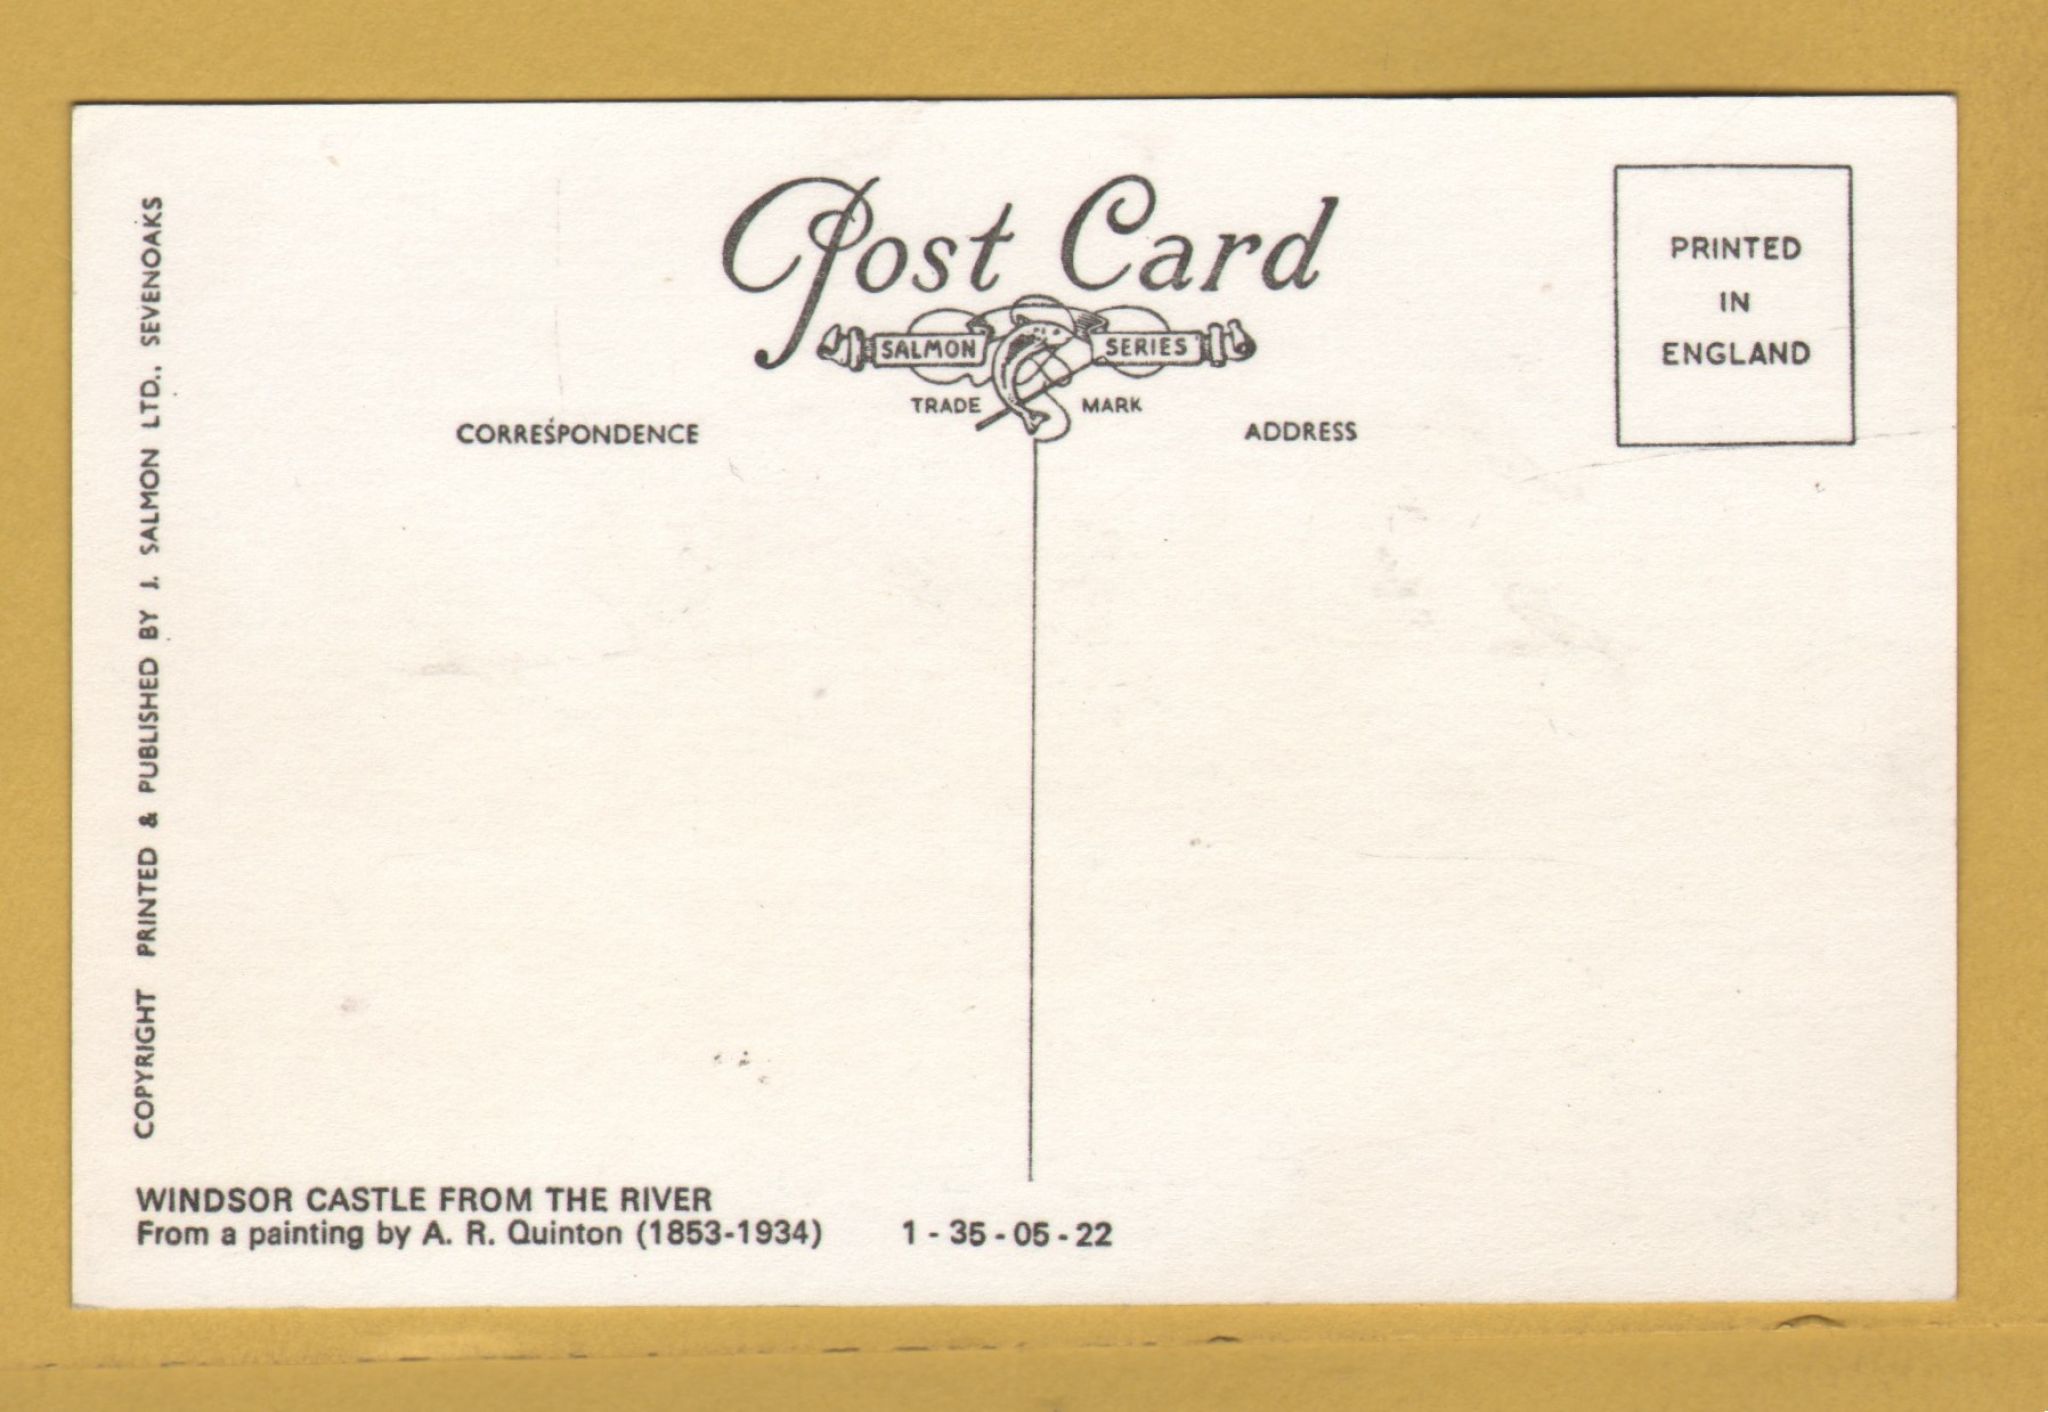 Post Card
SALMON SERIES
TRADE MARK
CORRESPONDENCE
ADDRESS
PRINTED
IN
ENGLAND
COPYRIGHT PRINTED & PUBLISHED BY J. SALMON LTD., SEVENOAKS
WINDSOR CASTLE FROM THE RIVER
From a painting by A. R. Quinton (1853-1934) 1 - 35 - 05 - 22